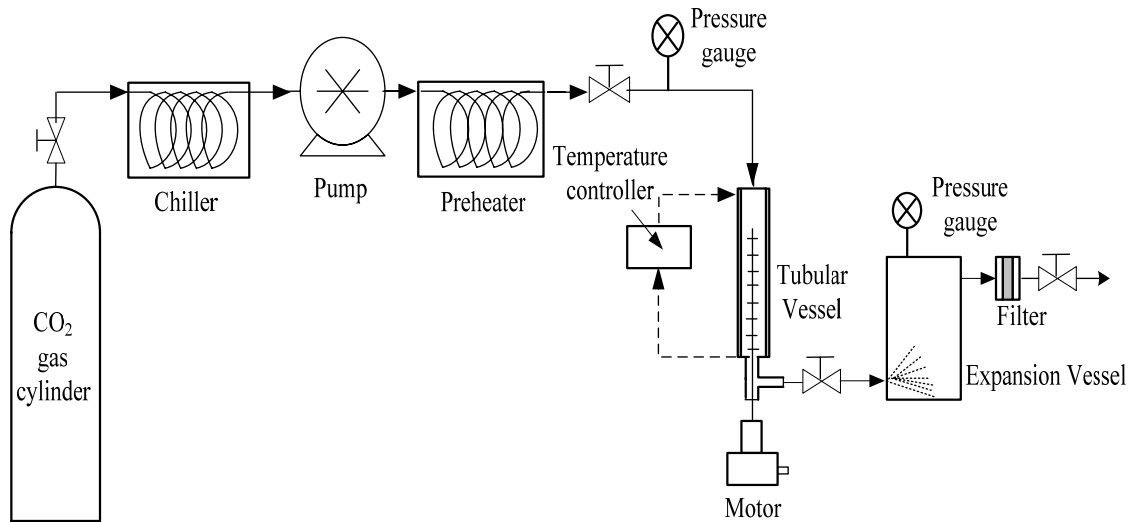 Pressure
gauge
Chiller
Pump
Preheater
Temperature
controller
Pressure
gauge
Tubular
Vessel
CO₂
gas
cylinder
Filter
Expansion Vessel
Motor